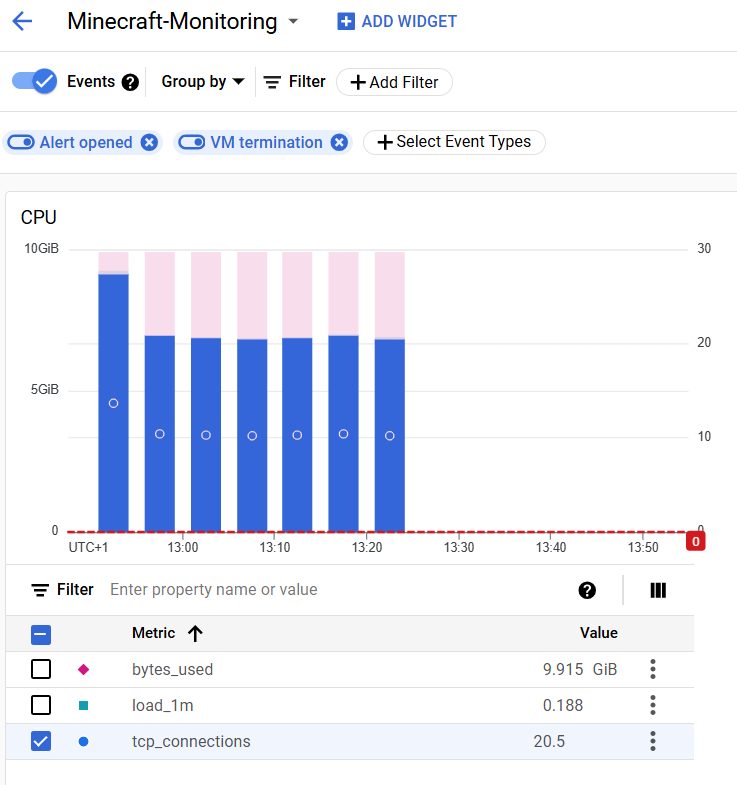 Minecraft-Monitoring ADD WIDGET
Events Group by Filter Add Filter
Alert opened VM termination Select Event Types
CPU
10GiB 30
20
5GiB
10
0 0
0
UTC+1 13:00 13:10 13:20 13:30 13:40 13:50
Filter Enter property name or value
Metric Value
bytes_used 9.915 GiB
load_1m 0.188
tcp_connections 20.5